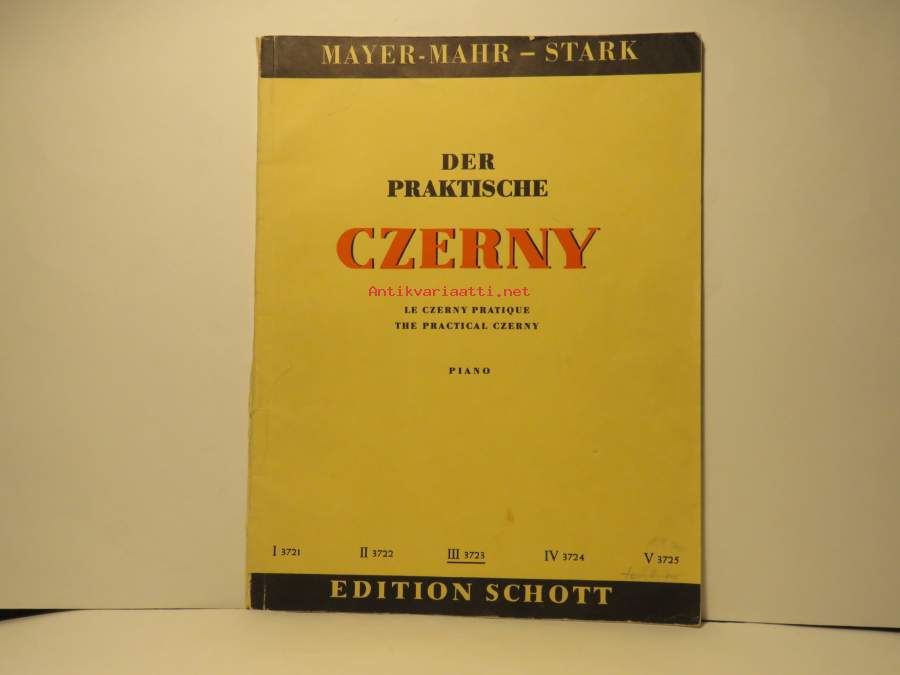 MAYER-MAHR – STARK
DER
PRAKTISCHE
CZERNY
Antikvariaatti.net
LE CZERNY PRATIQUE
THE PRACTICAL CZERNY
PIANO
I 3721 II 3722 III 3723 IV 3724 V 3725
EDITION SCHOTT